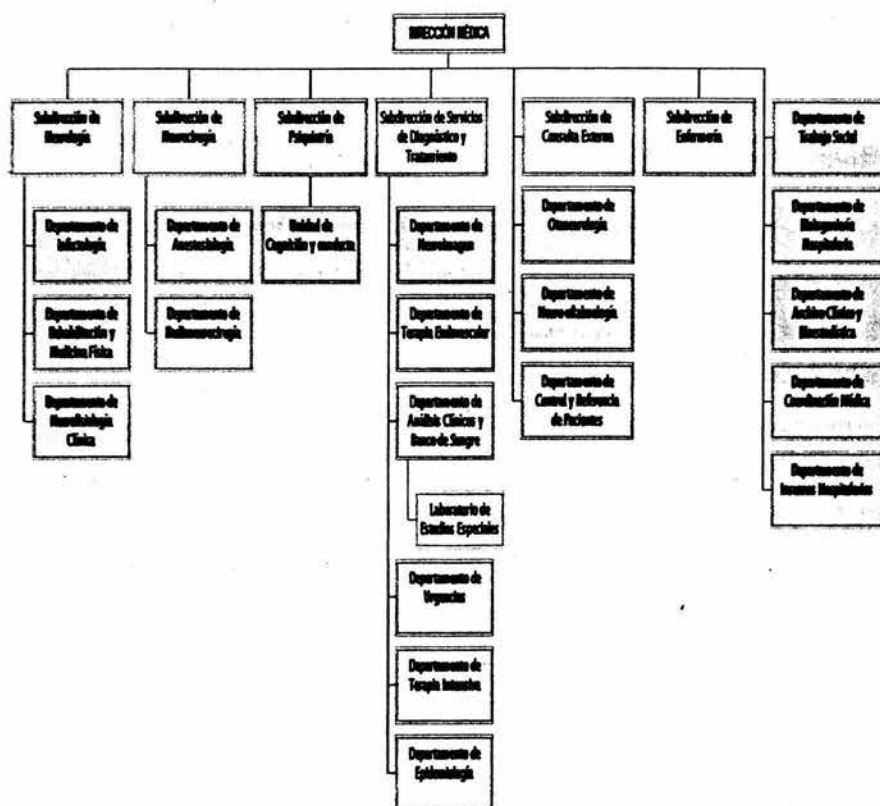 DIRECCIÓN MÉDICA
Subdirección de
Neurología
Subdirección de
Neurocirugía
Subdirección de
Psiquiatría
Subdirección de Servicios
de Diagnóstico y
Tratamiento
Subdirección de
Consulta Externa
Subdirección de
Enfermería
Departamento de
Trabajo Social
Departamento de
Infectología
Departamento de
Rehabilitación y
Medicina Física
Departamento de
Neurofisiología
Clínica
Departamento de
Anestesiología
Departamento de
Radioneurocirugía
Unidad de
Cognición y conducta
Departamento de
Neuroimagen
Departamento de
Terapia Endovascular
Departamento de
Análisis Clínicos y
Banco de Sangre
Laboratorio de
Estudios Especiales
Departamento de
Urgencias
Departamento de
Terapia Intensiva
Departamento de
Epidemiología
Departamento de
Otoneurología
Departamento de
Neuro-oftalmología
Departamento de
Control y Referencia
de Pacientes
Departamento de
Bioingeniería
Hospitalaria
Departamento de
Archivo Clínico y
Bioestadística
Departamento de
Coordinación Médica
Departamento de
Insumos Hospitalarios